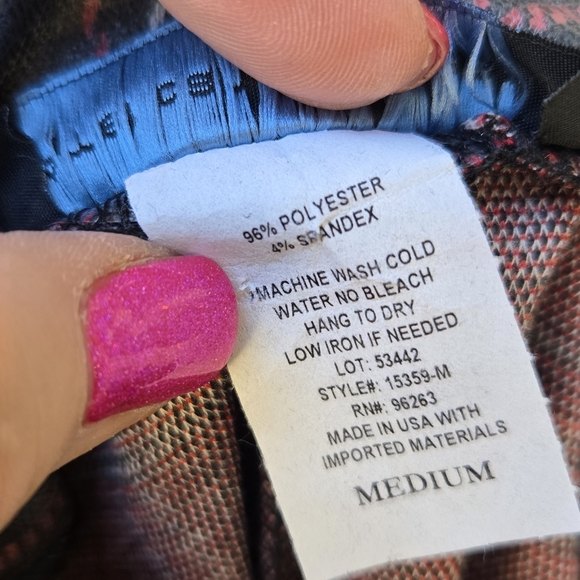 96% POLYESTER
4% SPANDEX
MACHINE WASH COLD
WATER NO BLEACH
HANG TO DRY
LOW IRON IF NEEDED
LOT: 53442
STYLE#: 15359-M
RN#: 96263
MADE IN USA WITH
IMPORTED MATERIALS
MEDIUM